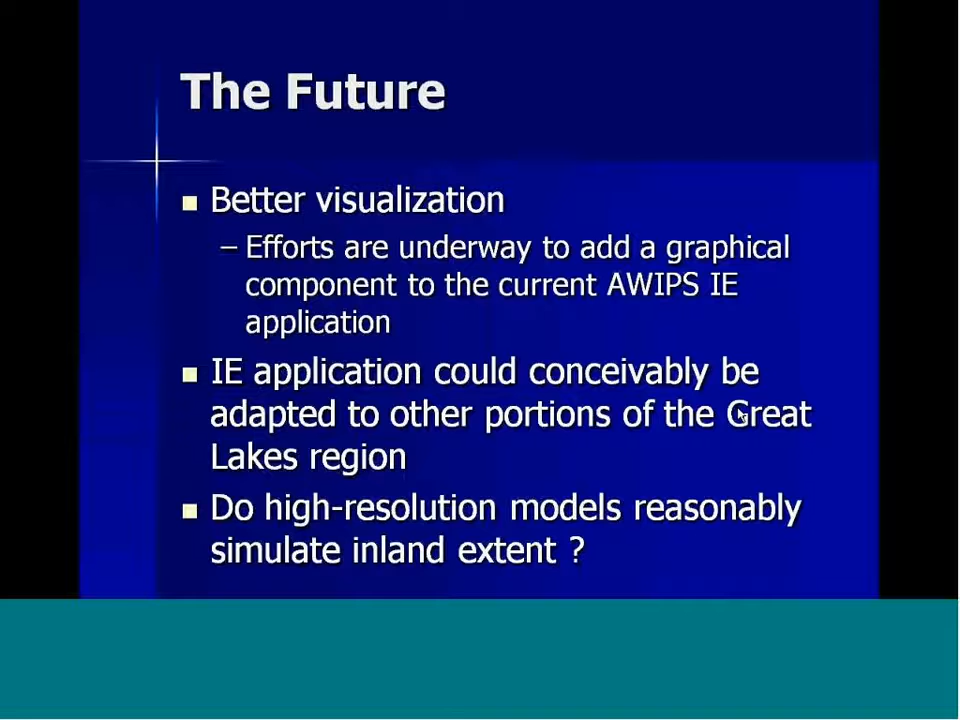 The Future
Better visualization
– Efforts are underway to add a graphical
component to the current AWIPS IE
application
IE application could conceivably be
adapted to other portions of the Great
Lakes region
Do high-resolution models reasonably
simulate inland extent ?